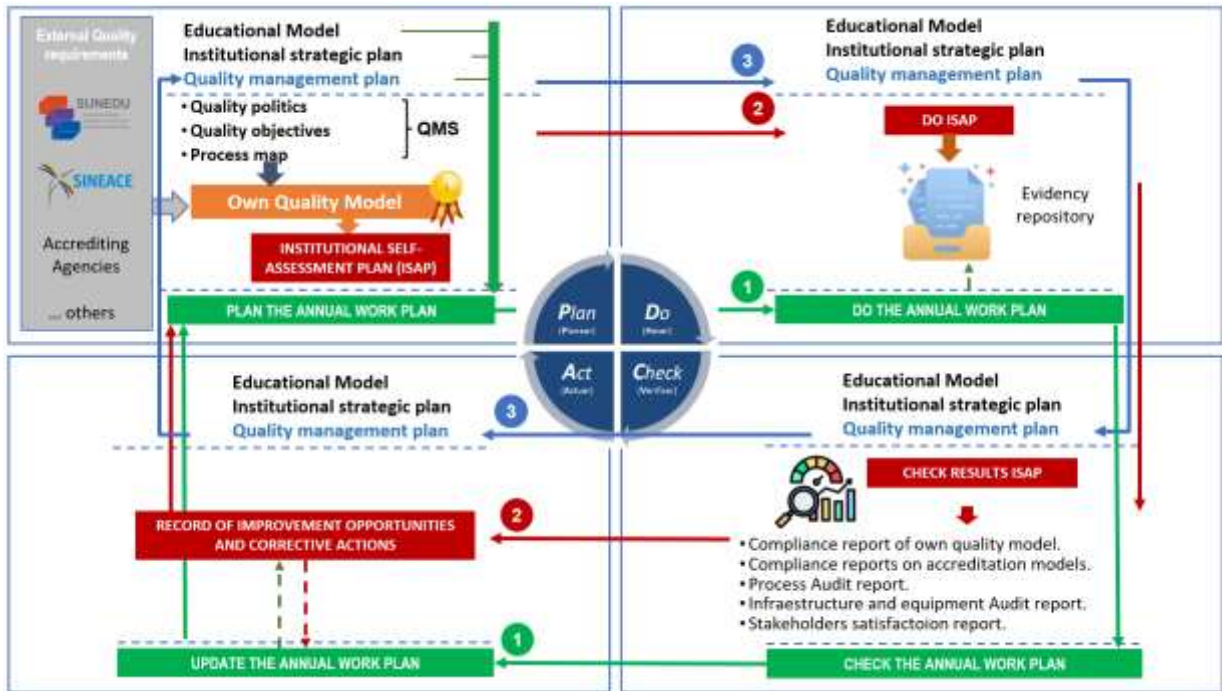 External Quality
requirements
SUNEDU
SINEACE
Accrediting
Agencies
... others
Educational Model
Institutional strategic plan
Quality management plan
• Quality politics
• Quality objectives
• Process map
QMS
Own Quality Model
INSTITUTIONAL SELF-
ASSESSMENT PLAN (ISAP)
PLAN THE ANNUAL WORK PLAN
3
2
1
Educational Model
Institutional strategic plan
Quality management plan
DO ISAP
Evidency
repository
DO THE ANNUAL WORK PLAN
Plan
(Planear)
Do
(Hacer)
Act
(Actuar)
Check
(Verificar)
Educational Model
Institutional strategic plan
Quality management plan
3
RECORD OF IMPROVEMENT OPPORTUNITIES
AND CORRECTIVE ACTIONS
2
1
UPDATE THE ANNUAL WORK PLAN
Educational Model
Institutional strategic plan
Quality management plan
CHECK RESULTS ISAP
• Compliance report of own quality model.
• Compliance reports on accreditation models.
• Process Audit report.
• Infraestructure and equipment Audit report.
• Stakeholders satisfactoion report.
CHECK THE ANNUAL WORK PLAN